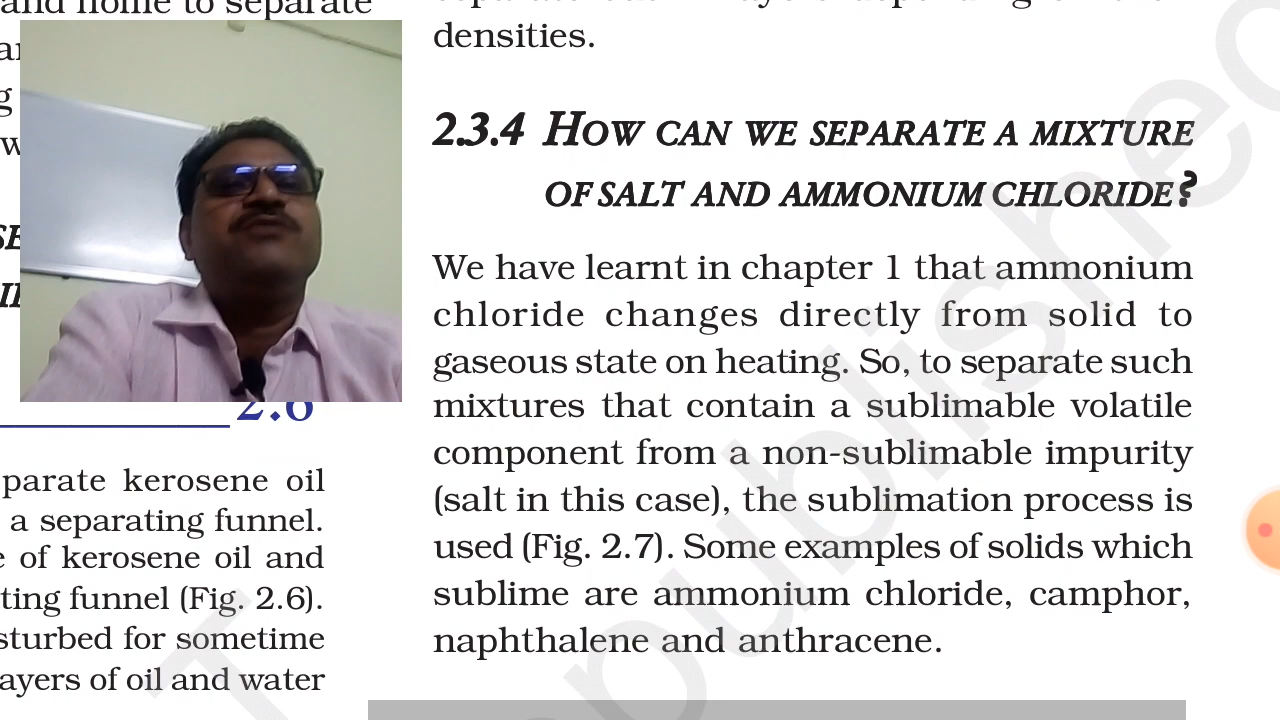 and home to separate
densities.
2.3.4 HOW CAN WE SEPARATE A MIXTURE
OF SALT AND AMMONIUM CHLORIDE?
We have learnt in chapter 1 that ammonium
chloride changes directly from solid to
gaseous state on heating. So, to separate such
mixtures that contain a sublimable volatile
component from a non-sublimable impurity
(salt in this case), the sublimation process is
used (Fig. 2.7). Some examples of solids which
sublime are ammonium chloride, camphor,
naphthalene and anthracene.
2.6
parate kerosene oil
a separating funnel.
e of kerosene oil and
ting funnel (Fig. 2.6).
sturbed for sometime
ayers of oil and water
publishe